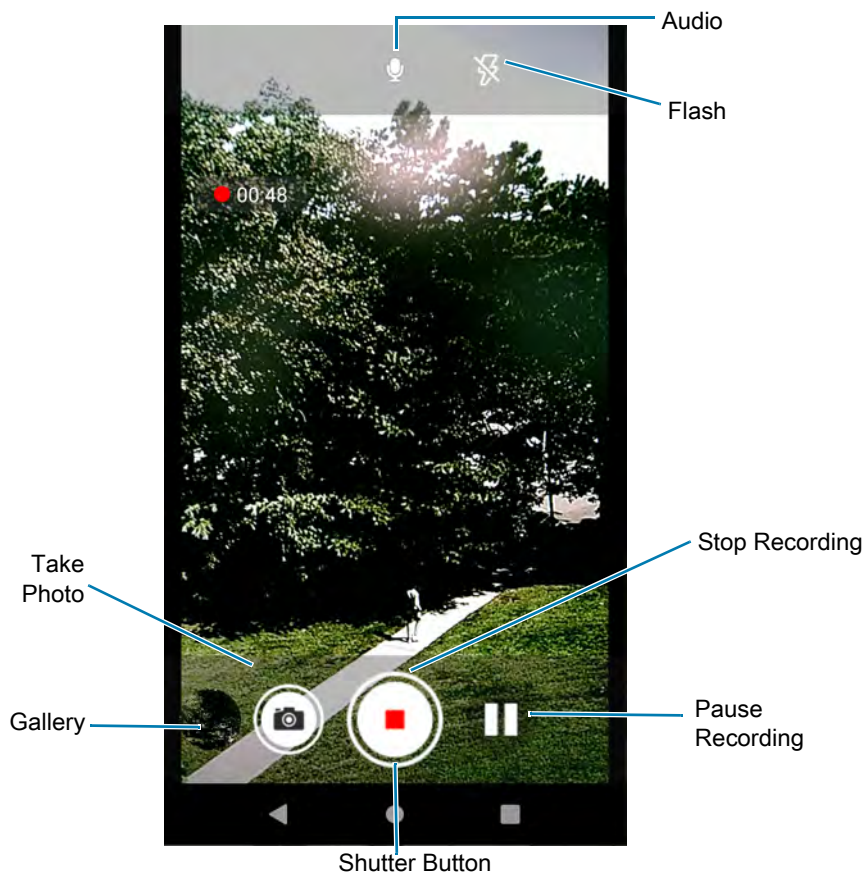 Audio
Flash
00:48
Stop Recording
Take
Photo
Gallery
Pause
Recording
Shutter Button